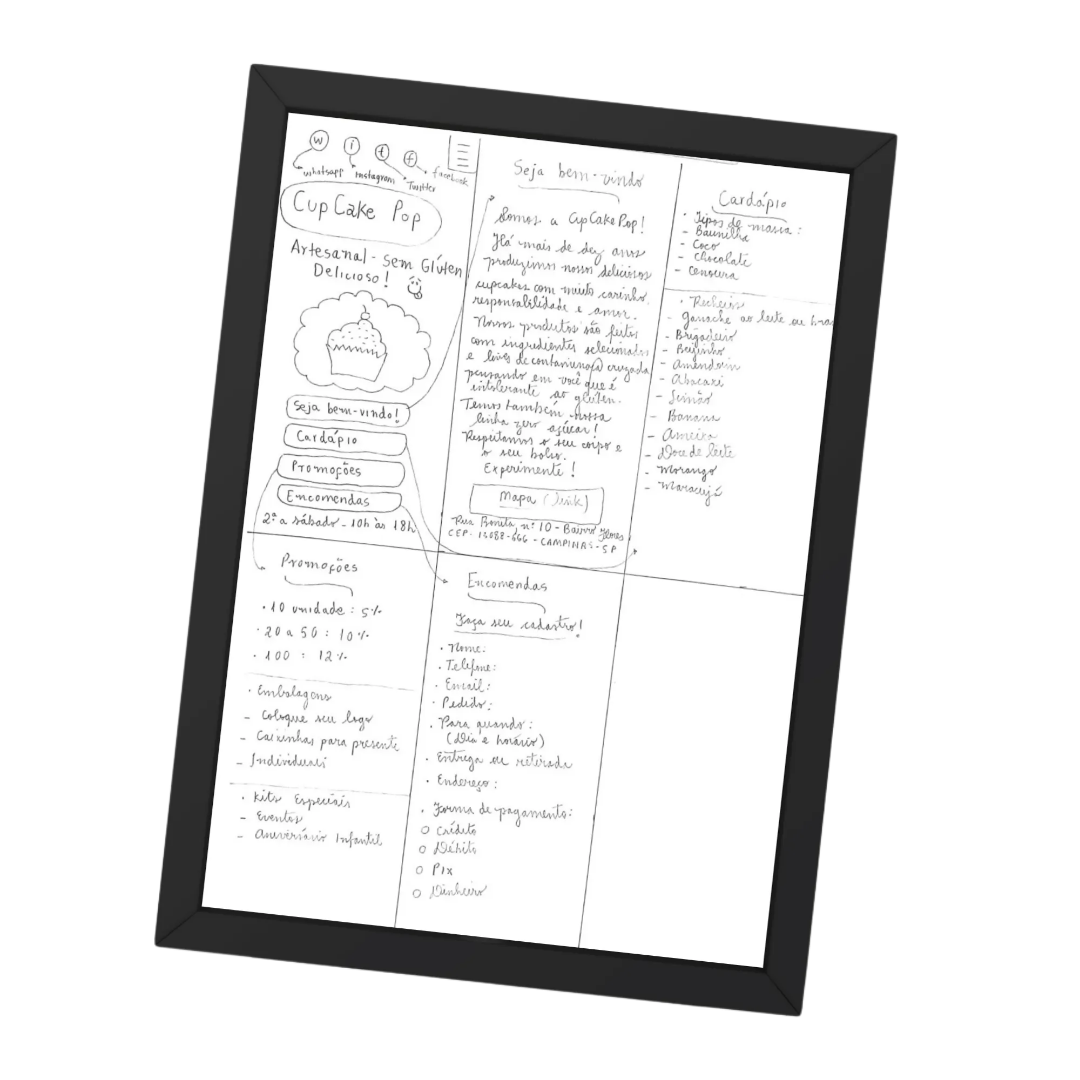 w i t f
whatsapp instagram Twitter facebook
CupCake Pop
Artesanal - Sem Glúten
Delicioso!
Seja bem-vindo!
Cardápio
Promoções
Encomendas
2ª a sábado - 10h às 18h
Seja bem-vindo
Somos a CupCakePop!
Há mais de dez anos
produzimos nossos deliciosos
cupcakes com muito carinho,
responsabilidade e amor.
Nossos produtos são feitos
com ingredientes selecionados
e livres de contaminação cruzada
pensando em você que é
intolerante ao glúten.
Temos também nossa
linha zero açúcar!
Respeitamos o seu corpo e
o seu bolso.
Experimente!
Mapa (link)
Rua Bonita, nº: 10 - Bairro Flores
CEP: 13088-666 - CAMPINAS - SP
Cardápio
• Tipos de massa:
- Baunilha
- Coco
- Chocolate
- Cenoura
• Recheios
- Ganache ao leite ou
- Brigadeiro
- Beijinho
- Amendoim
- Abacaxi
- Limão
- Banana
- Ameixa
- Doce de leite
- Morango
- Maracujá
Promoções
• 10 unidade: 5%
• 20 a 50: 10%
• 100: 12%
• Embalagens
- Coloque seu logo
- Caixinhas para presente
- Individuais
• Kits Especiais
- Eventos
- Aniversário Infantil
Encomendas
Faça seu cadastro!
• Nome:
• Telefone:
• Email:
• Pedido:
• Para quando:
(Dia e horário)
• Entrega ou retirada
• Endereço:
• Forma de pagamento:
○ Crédito
○ Débito
○ Pix
○ Dinheiro